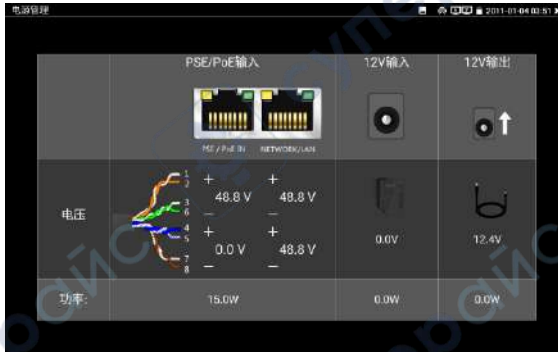 电源管理
2011-01-04 03:51
PSE/PoE输入 12V输入 12V输出
PSE / PoE IN NETWORK/LAN
1
2
3
6
4
5
7
8
+ +
48.8 V 48.8 V
– –
+ +
0.0 V 48.8 V
– –
电压 0.0V 12.4V
功率: 15.0W 0.0W 0.0W